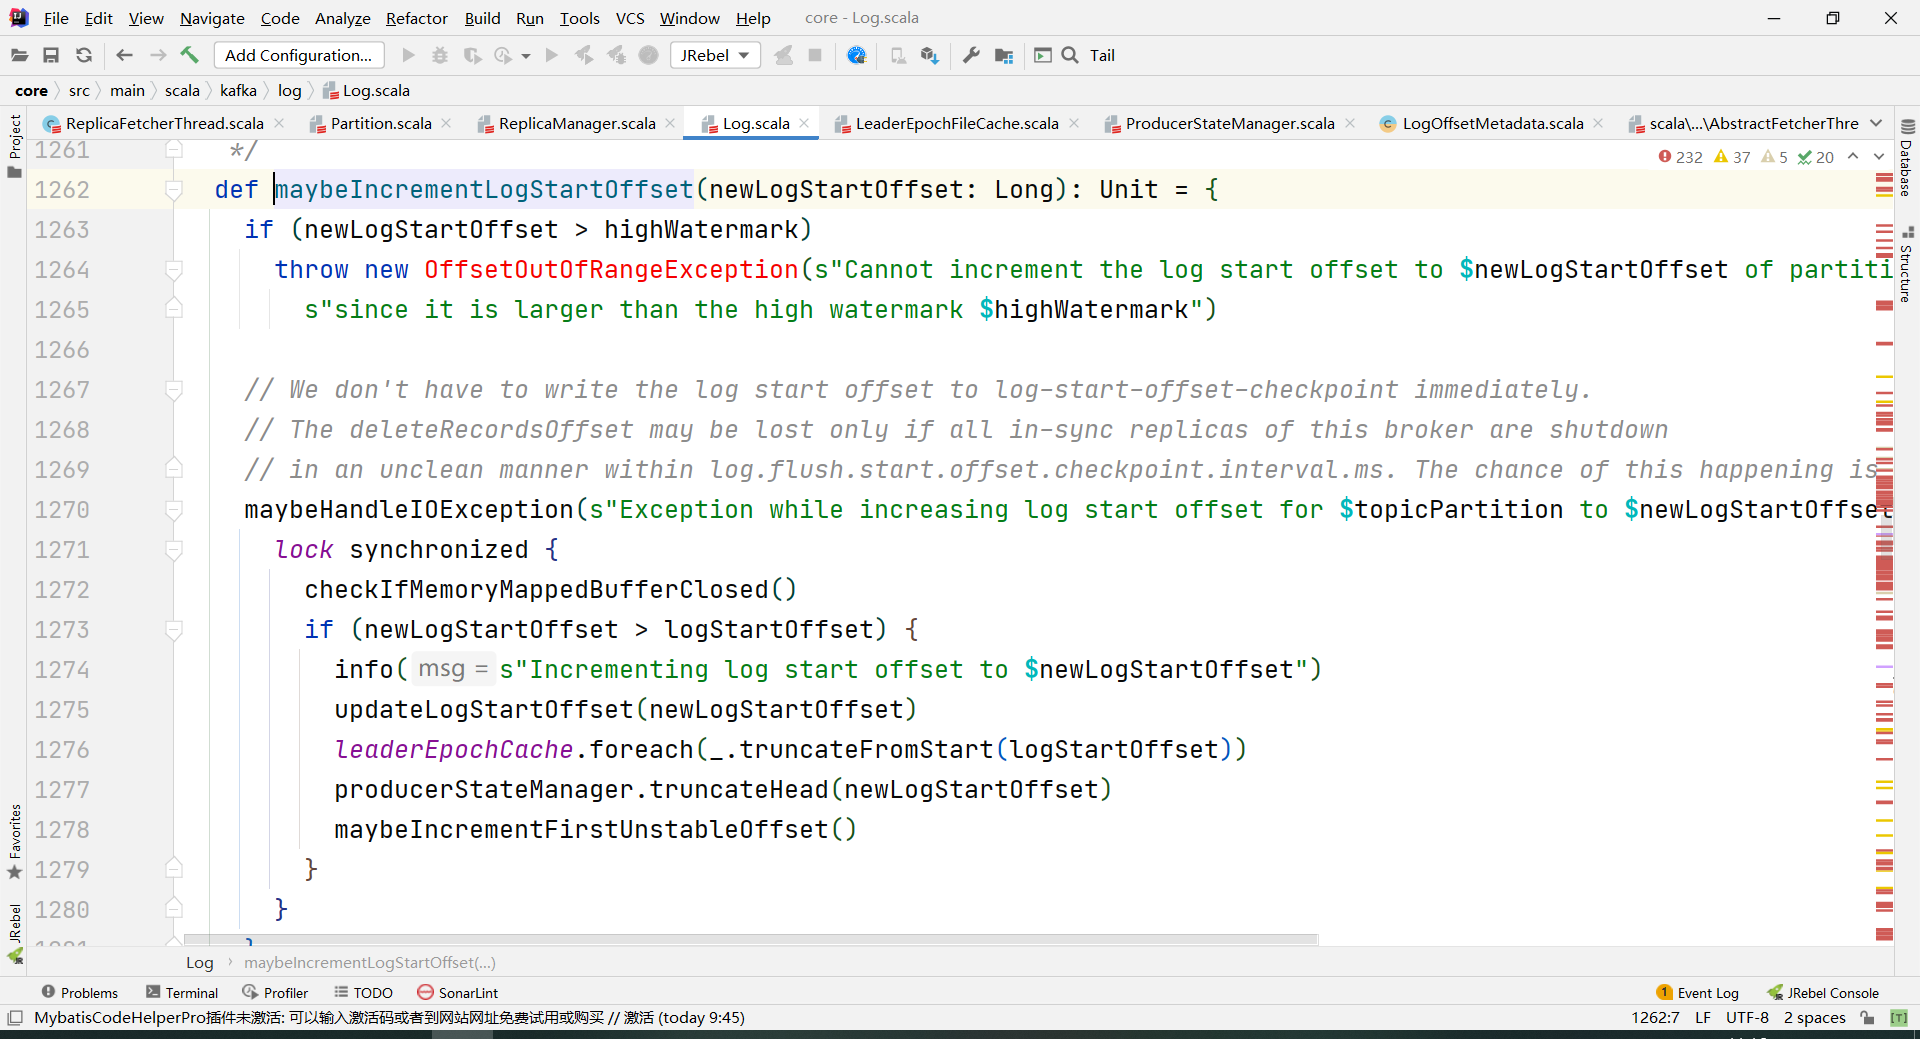 File Edit View Navigate Code Analyze Refactor Build Run Tools VCS Window Help core - Log.scala
Add Configuration... JRebel Tail
core src main scala kafka log Log.scala
ReplicaFetcherThread.scala Partition.scala ReplicaManager.scala Log.scala LeaderEpochFileCache.scala ProducerStateManager.scala LogOffsetMetadata.scala scala\...\AbstractFetcherThre
232 37 5 20
Project
Favorites
JRebel
Database
Structure
1261 */
1262 def maybeIncrementLogStartOffset(newLogStartOffset: Long): Unit = {
1263 if (newLogStartOffset > highWatermark)
1264 throw new OffsetOutOfRangeException(s"Cannot increment the log start offset to $newLogStartOffset of partiti
1265 s"since it is larger than the high watermark $highWatermark")
1266
1267 // We don't have to write the log start offset to log-start-offset-checkpoint immediately.
1268 // The deleteRecordsOffset may be lost only if all in-sync replicas of this broker are shutdown
1269 // in an unclean manner within log.flush.start.offset.checkpoint.interval.ms. The chance of this happening is
1270 maybeHandleIOException(s"Exception while increasing log start offset for $topicPartition to $newLogStartOffset
1271 lock synchronized {
1272 checkIfMemoryMappedBufferClosed()
1273 if (newLogStartOffset > logStartOffset) {
1274 info( msg = s"Incrementing log start offset to $newLogStartOffset")
1275 updateLogStartOffset(newLogStartOffset)
1276 leaderEpochCache.foreach(_.truncateFromStart(logStartOffset))
1277 producerStateManager.truncateHead(newLogStartOffset)
1278 maybeIncrementFirstUnstableOffset()
1279 }
1280 }
Log maybeIncrementLogStartOffset(...)
Problems Terminal Profiler TODO SonarLint 1 Event Log JRebel Console
MybatisCodeHelperPro插件未激活: 可以输入激活码或者到网站网址免费试用或购买 // 激活 (today 9:45) 1262:7 LF UTF-8 2 spaces [T]